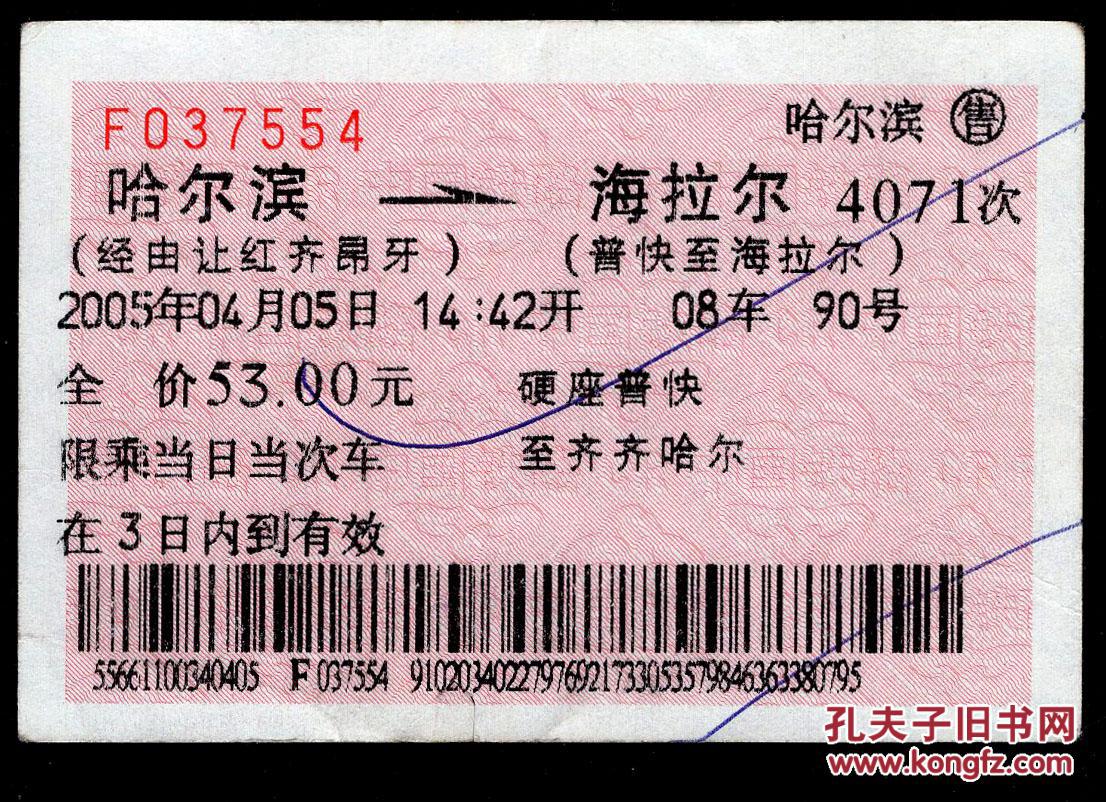 F037554
哈尔滨 售
哈尔滨 → 海拉尔 4071次
(经由让红齐昂牙) (普快至海拉尔)
2005年04月05日 14:42开 08车 90号
全 价53.00元 硬座普快
限乘当日当次车 至齐齐哈尔
在3日内到有效
55661100340405 F037554 91020340227976921733053579846363380795
孔夫子旧书网
www.kongfz.com